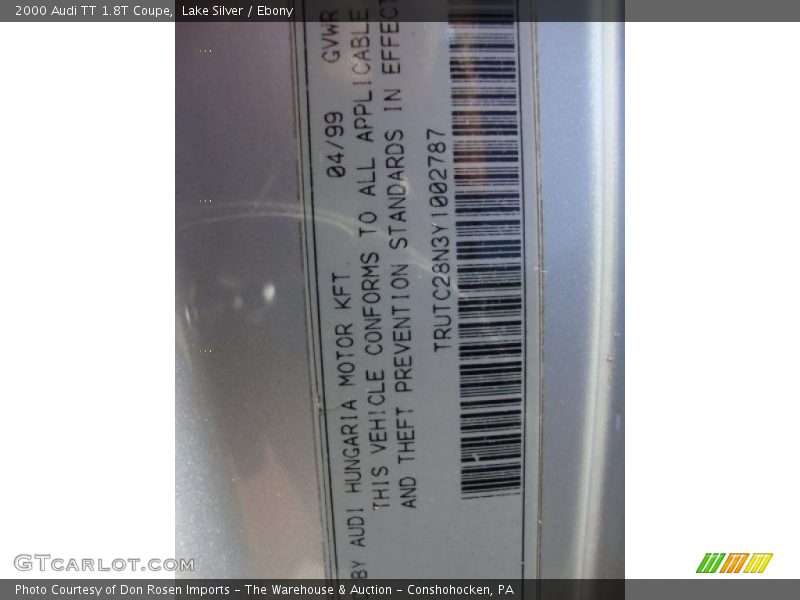 2000 Audi TT 1.8T Coupe, Lake Silver / Ebony
BY AUDI HUNGARIA MOTOR KFT 04/99 GVWR
THIS VEHICLE CONFORMS TO ALL APPLICABLE
AND THEFT PREVENTION STANDARDS IN EFFECT
TRUTC28N3Y1002787
GTcarlot.com
Photo Courtesy of Don Rosen Imports - The Warehouse & Auction - Conshohocken, PA